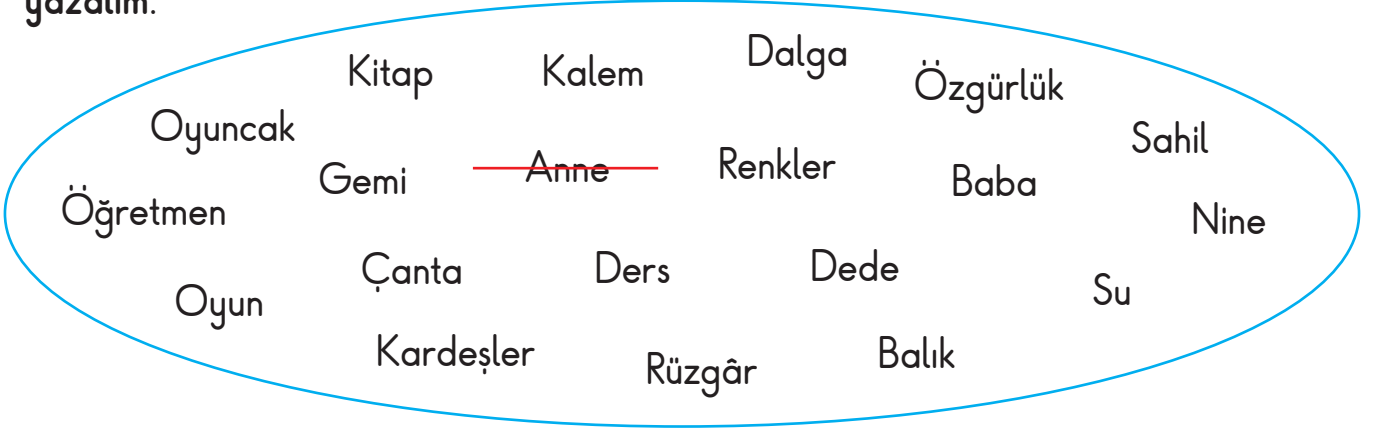 yazalım.
Kitap
Kalem
Dalga
Özgürlük
Oyuncak
Sahil
Gemi
Anne
Renkler
Baba
Öğretmen
Nine
Çanta
Ders
Dede
Su
Oyun
Kardeşler
Rüzgâr
Balık